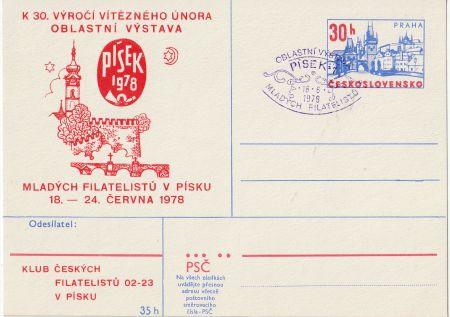 K 30. VÝROČÍ VÍTĚZNÉHO ÚNORA
OBLASTNÍ VÝSTAVA
PÍSEK
1978
MLADÝCH FILATELISTŮ V PÍSKU
18. — 24. ČERVNA 1978
30h
PRAHA
ČESKOSLOVENSKO
OBLASTNÍ
PÍSEK
18.6.
1978
MLADÝCH FILATELISTŮ
Odesílatel:
KLUB ČESKÝCH
FILATELISTŮ 02-23
V PÍSKU
35 h
PSČ
Na všech zásilkách
uvádějte přesnou
adresu včetně
poštovního
směrovacího
čísla-PSČ